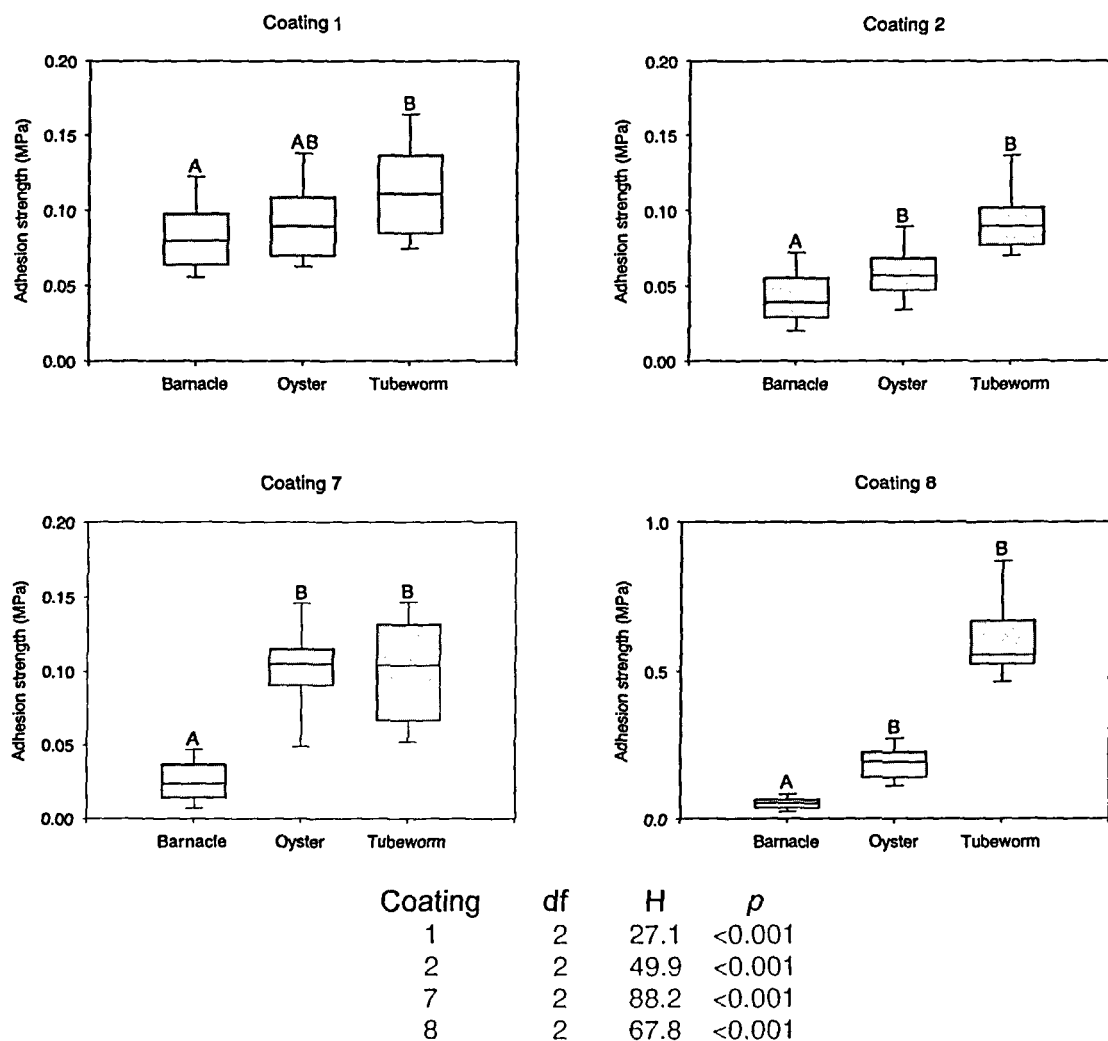 Coating 1
Adhesion strength (MPa)
0.20
0.15
0.10
0.05
0.00
A
AB
B
Barnacle Oyster Tubeworm
Coating 2
Adhesion strength (MPa)
0.20
0.15
0.10
0.05
0.00
A
B
B
Barnacle Oyster Tubeworm
Coating 7
Adhesion strength (MPa)
0.20
0.15
0.10
0.05
0.00
A
B
B
Barnacle Oyster Tubeworm
Coating 8
Adhesion strength (MPa)
1.0
0.5
0.0
A
B
B
Barnacle Oyster Tubeworm
Coating df H p
1 2 27.1 <0.001
2 2 49.9 <0.001
7 2 88.2 <0.001
8 2 67.8 <0.001